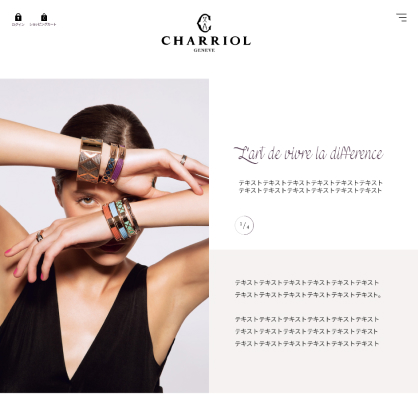 ログイン
ショッピングカート
CHARRIOL
GENEVE
L'art de vivre la différence
テキストテキストテキストテキストテキストテキスト
テキストテキストテキストテキストテキストテキスト
1/4
テキストテキストテキストテキストテキストテキスト
テキストテキストテキストテキストテキストテキスト。
テキストテキストテキストテキストテキストテキスト
テキストテキストテキストテキストテキストテキスト
テキストテキストテキストテキストテキストテキスト